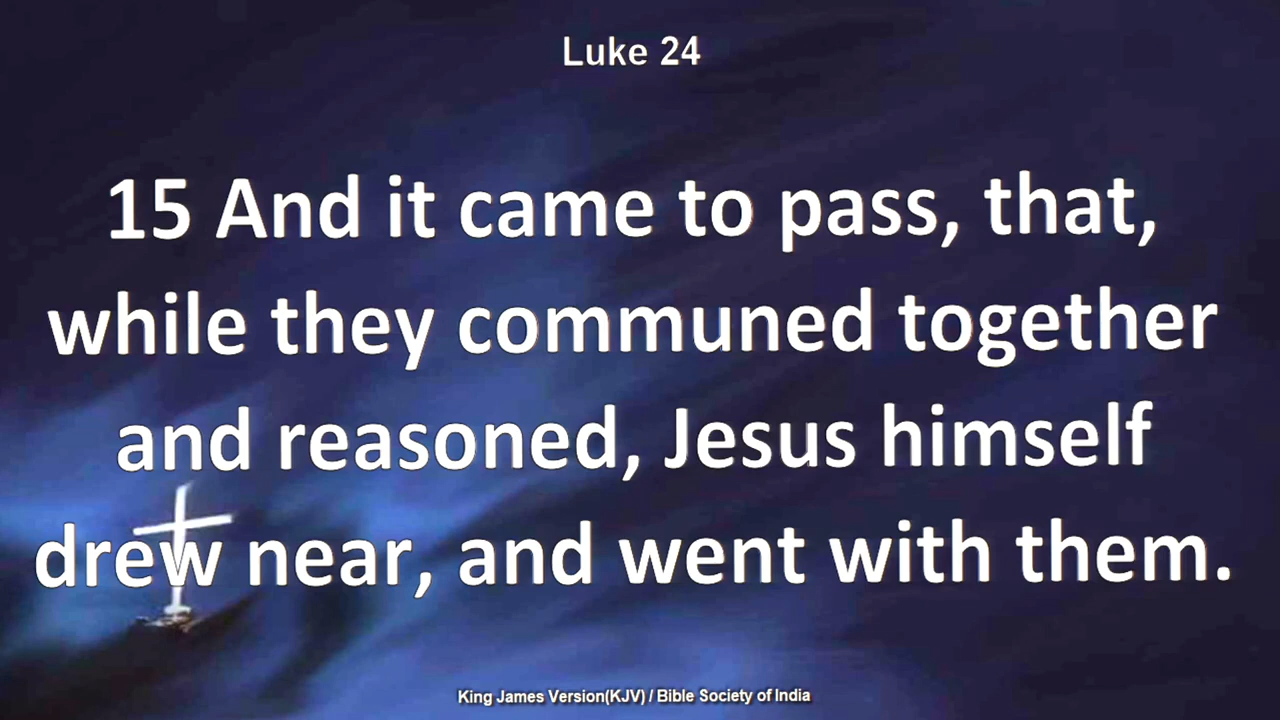 Luke 24
15 And it came to pass, that,
while they communed together
and reasoned, Jesus himself
drew near, and went with them.
King James Version(KJV) / Bible Society of India